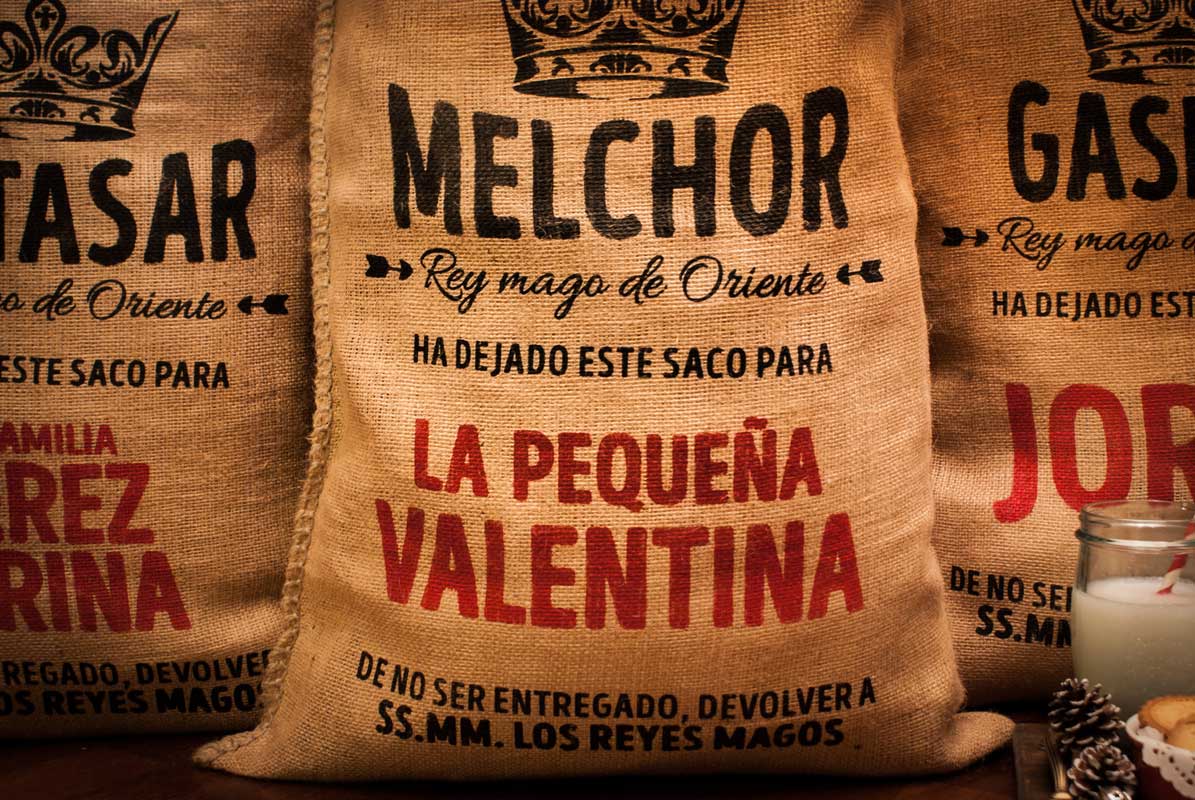 TASAR
o de Oriente
ESTE SACO PARA
AMILIA
REZ
RINA
REGADO, DEVOLVER
OS REYES MAGOS
MELCHOR
Rey mago de Oriente
HA DEJADO ESTE SACO PARA
LA PEQUEÑA
VALENTINA
DE NO SER ENTREGADO, DEVOLVER A
SS.MM. LOS REYES MAGOS
GAS
Rey mago
HA DEJADO EST
JOR
DE NO SER
SS.MM